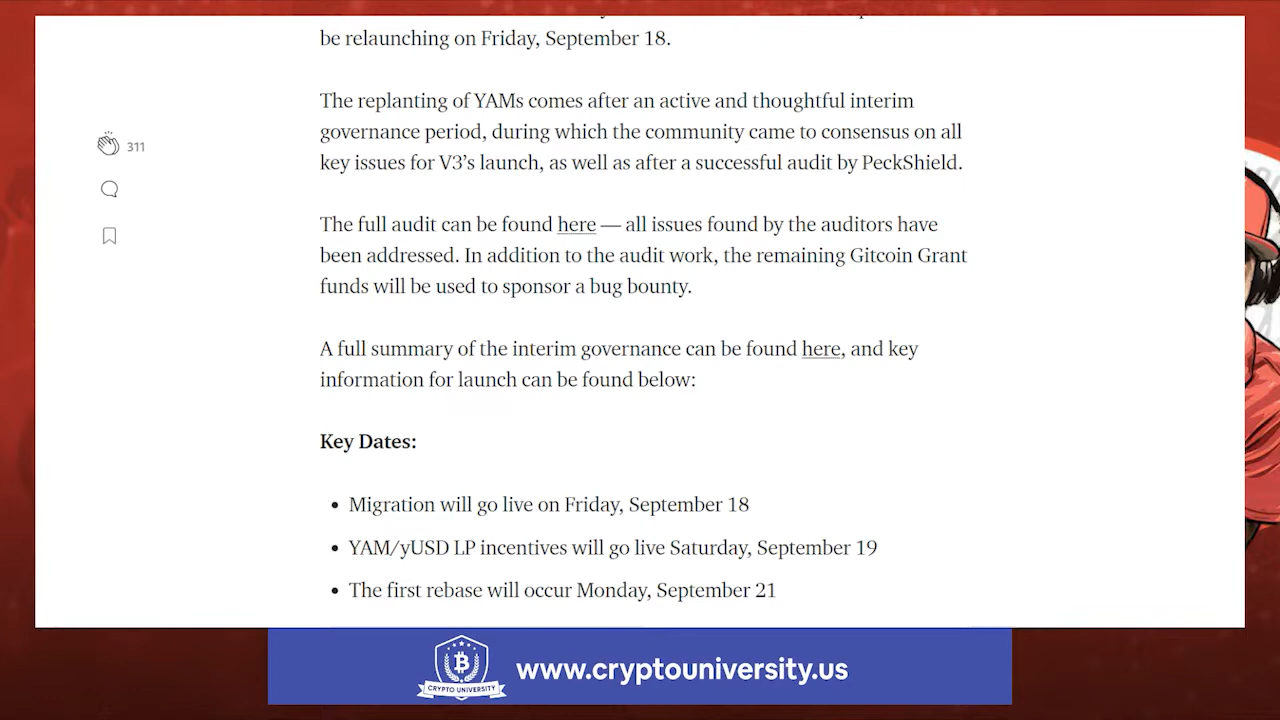 be relaunching on Friday, September 18.
The replanting of YAMs comes after an active and thoughtful interim
governance period, during which the community came to consensus on all
key issues for V3’s launch, as well as after a successful audit by PeckShield.
311
The full audit can be found here — all issues found by the auditors have
been addressed. In addition to the audit work, the remaining Gitcoin Grant
funds will be used to sponsor a bug bounty.
A full summary of the interim governance can be found here, and key
information for launch can be found below:
Key Dates:
• Migration will go live on Friday, September 18
• YAM/yUSD LP incentives will go live Saturday, September 19
• The first rebase will occur Monday, September 21
CRYPTO UNIVERSITY
www.cryptouniversity.us